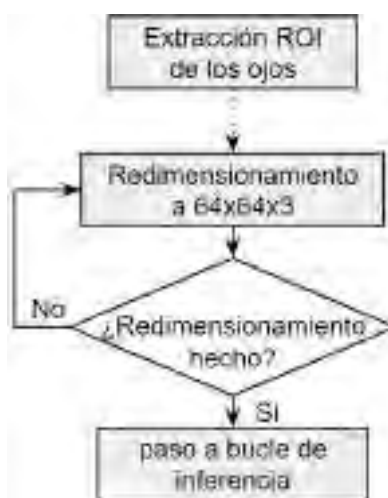 Extracción ROI
de los ojos
Redimensionamiento
a 64x64x3
No
¿Redimensionamiento
hecho?
Si
paso a bucle de
inferencia